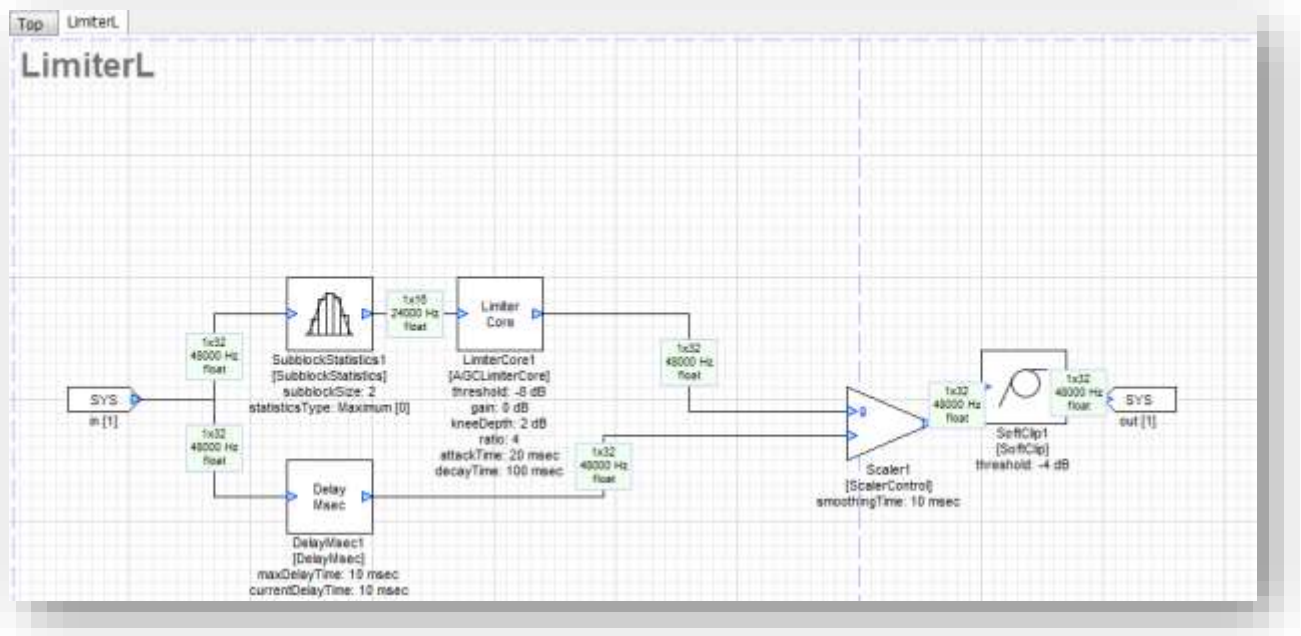 Top
LimiterL
LimiterL
SYS
in [1]
1x32
48000 Hz
float
1x32
48000 Hz
float
SubblockStatistics1
[SubblockStatistics]
subblockSize: 2
statisticsType: Maximum [0]
1x16
24000 Hz
float
Limiter
Core
LimiterCore1
[AGCLimiterCore]
threshold: -8 dB
gain: 0 dB
kneeDepth: 2 dB
ratio: 4
attackTime: 20 msec
decayTime: 100 msec
Delay
Msec
DelayMsec1
[DelayMsec]
maxDelayTime: 10 msec
currentDelayTime: 10 msec
1x32
48000 Hz
float
1x32
48000 Hz
float
g
Scaler1
[ScalerControl]
smoothingTime: 10 msec
1x32
48000 Hz
float
SoftClip1
[SoftClip]
threshold: -4 dB
1x32
48000 Hz
float
SYS
out [1]